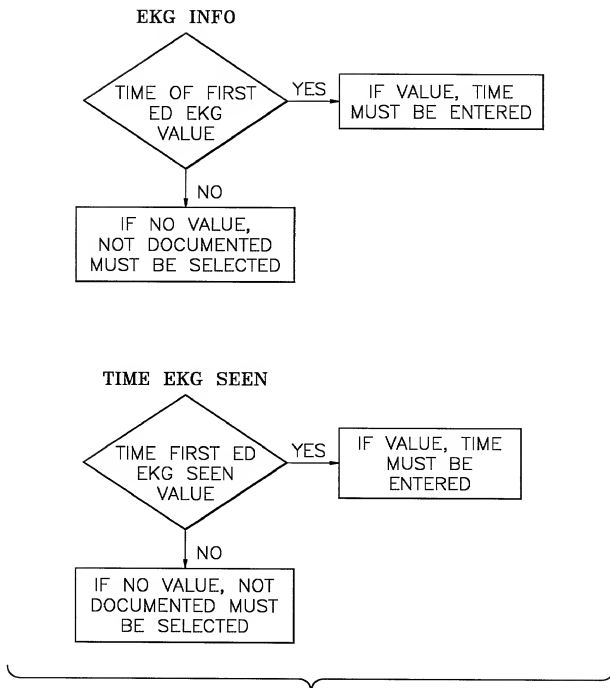 EKG INFO
TIME OF FIRST
ED EKG
VALUE
YES
IF VALUE, TIME
MUST BE ENTERED
NO
IF NO VALUE,
NOT DOCUMENTED
MUST BE SELECTED
TIME EKG SEEN
TIME FIRST ED
EKG SEEN
VALUE
YES
IF VALUE, TIME
MUST BE
ENTERED
NO
IF NO VALUE, NOT
DOCUMENTED MUST
BE SELECTED